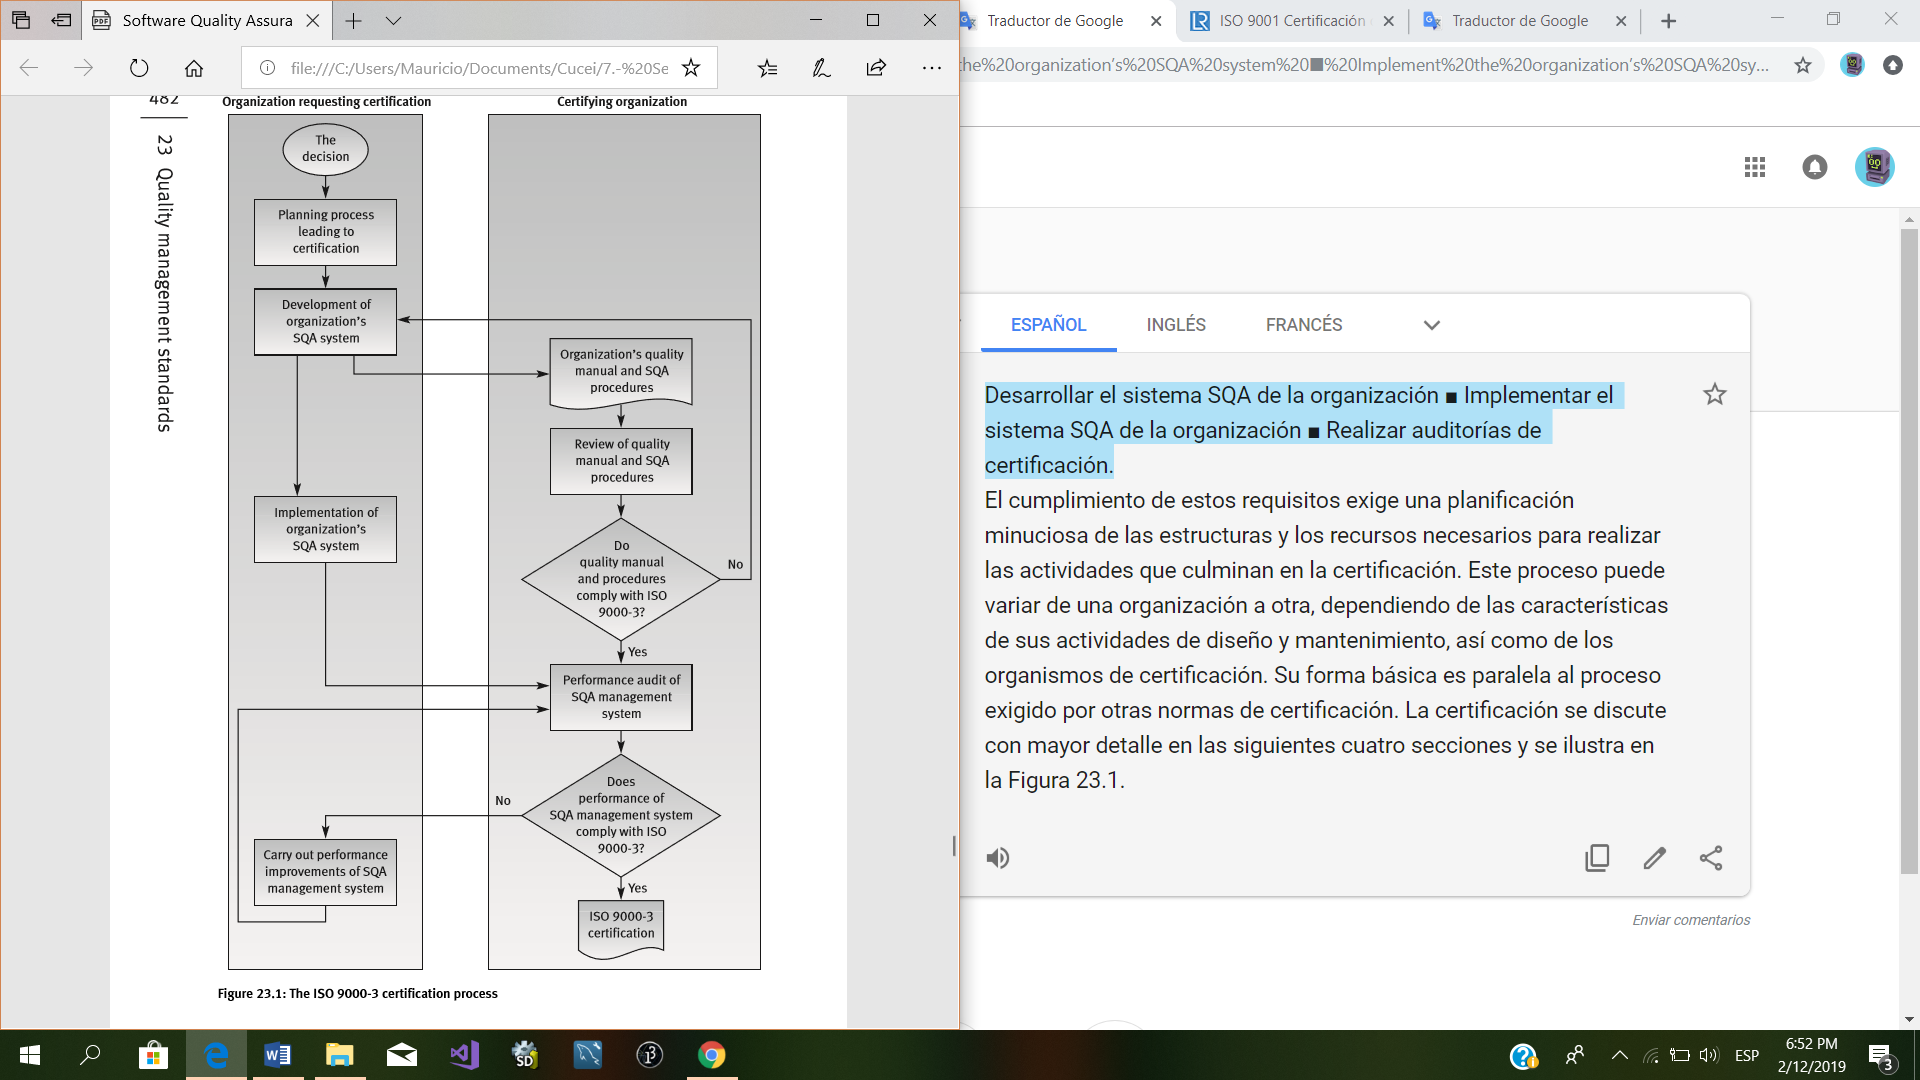 Software Quality Assura
Traductor de Google
ISO 9001 Certificación
Traductor de Google
file:///C:/Users/Mauricio/Documents/Cucei/7.-%20Se
the%20organization's%20SQA%20system%20■%20Implement%20the%20organization's%20SQA%20sy...
482
23 Quality management standards
Organization requesting certification
Certifying organization
The
decision
Planning process
leading to
certification
Development of
organization's
SQA system
Organization's quality
manual and SQA
procedures
Review of quality
manual and SQA
procedures
Implementation of
organization's
SQA system
Do
quality manual
and procedures
comply with ISO
9000-3?
No
Yes
Performance audit of
SQA management
system
Does
performance of
SQA management system
comply with ISO
9000-3?
No
Yes
Carry out performance
improvements of SQA
management system
ISO 9000-3
certification
Figure 23.1: The ISO 9000-3 certification process
ESPAÑOL
INGLÉS
FRANCÉS
Desarrollar el sistema SQA de la organización ■ Implementar el
sistema SQA de la organización ■ Realizar auditorías de
certificación.
El cumplimiento de estos requisitos exige una planificación
minuciosa de las estructuras y los recursos necesarios para realizar
las actividades que culminan en la certificación. Este proceso puede
variar de una organización a otra, dependiendo de las características
de sus actividades de diseño y mantenimiento, así como de los
organismos de certificación. Su forma básica es paralela al proceso
exigido por otras normas de certificación. La certificación se discute
con mayor detalle en las siguientes cuatro secciones y se ilustra en
la Figura 23.1.
Enviar comentarios
ESP
6:52 PM
2/12/2019
3